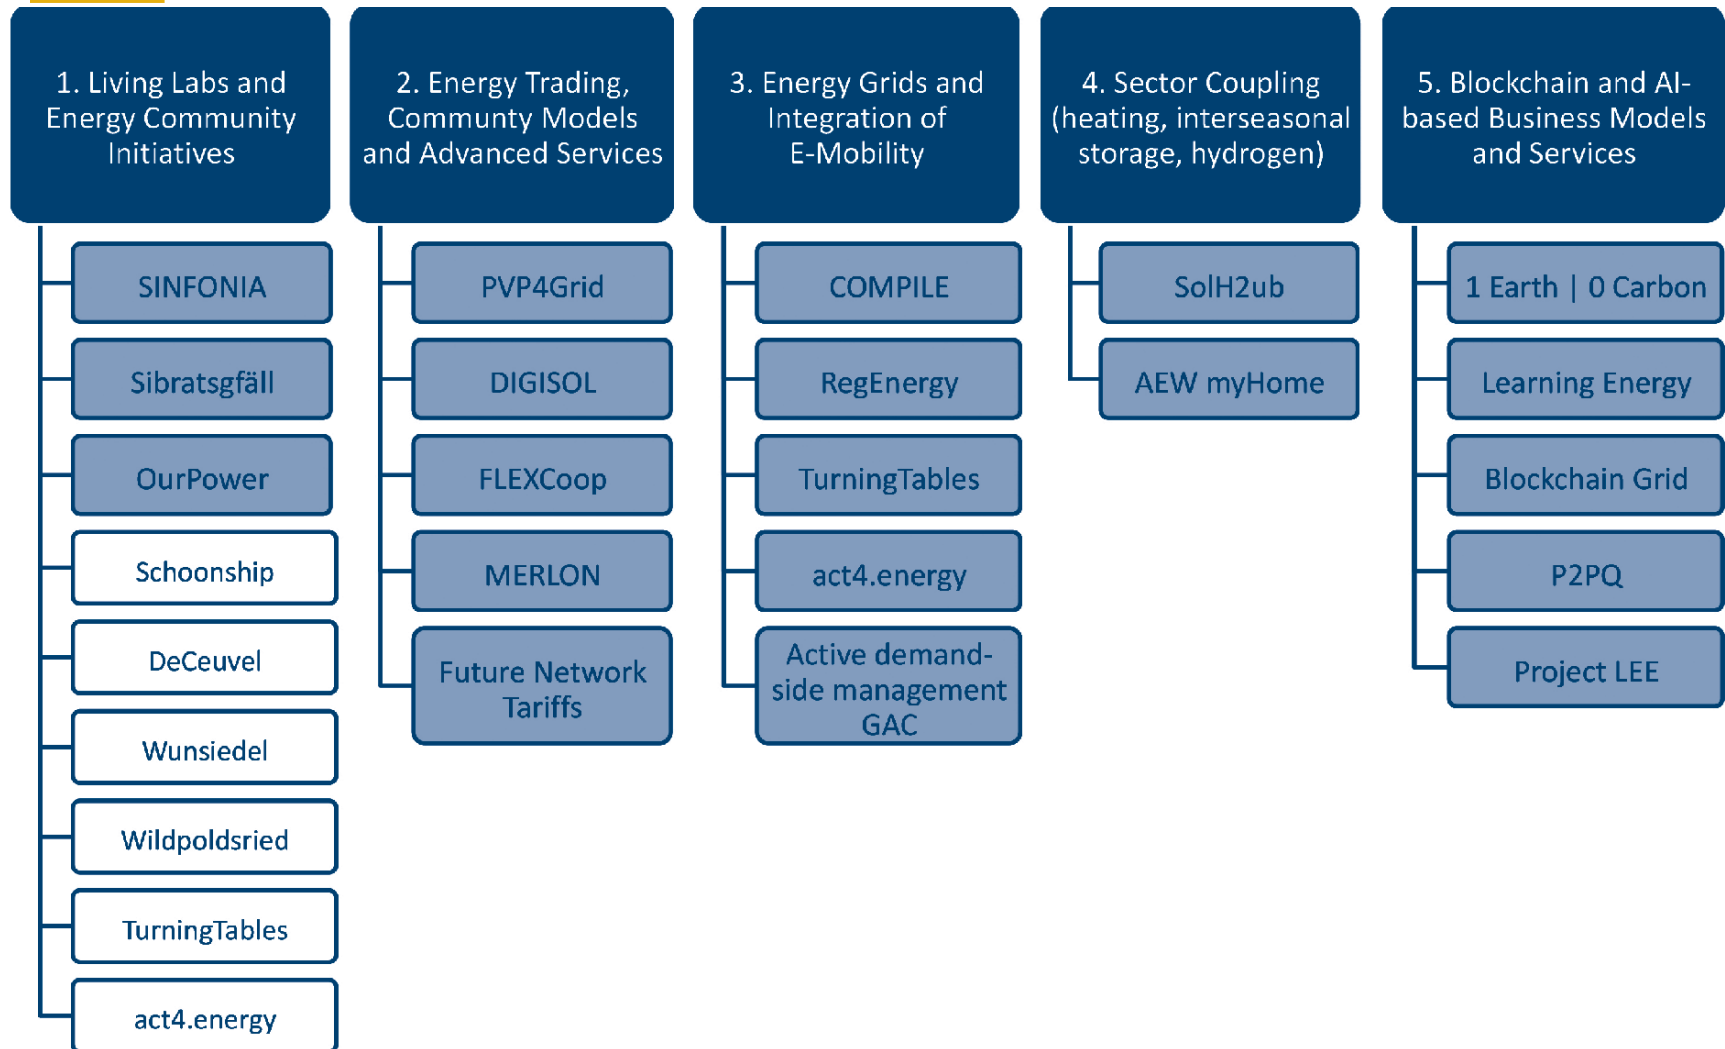 1. Living Labs and
Energy Community
Initiatives
SINFONIA
Sibratsgfäll
OurPower
Schoonship
DeCeuvel
Wunsiedel
Wildpoldsried
TurningTables
act4.energy
2. Energy Trading,
Communty Models
and Advanced Services
PVP4Grid
DIGISOL
FLEXCoop
MERLON
Future Network
Tariffs
3. Energy Grids and
Integration of
E-Mobility
COMPILE
RegEnergy
TurningTables
act4.energy
Active demand-
side management
GAC
4. Sector Coupling
(heating, interseasonal
storage, hydrogen)
SolH2ub
AEW myHome
5. Blockchain and AI-
based Business Models
and Services
1 Earth | 0 Carbon
Learning Energy
Blockchain Grid
P2PQ
Project LEE